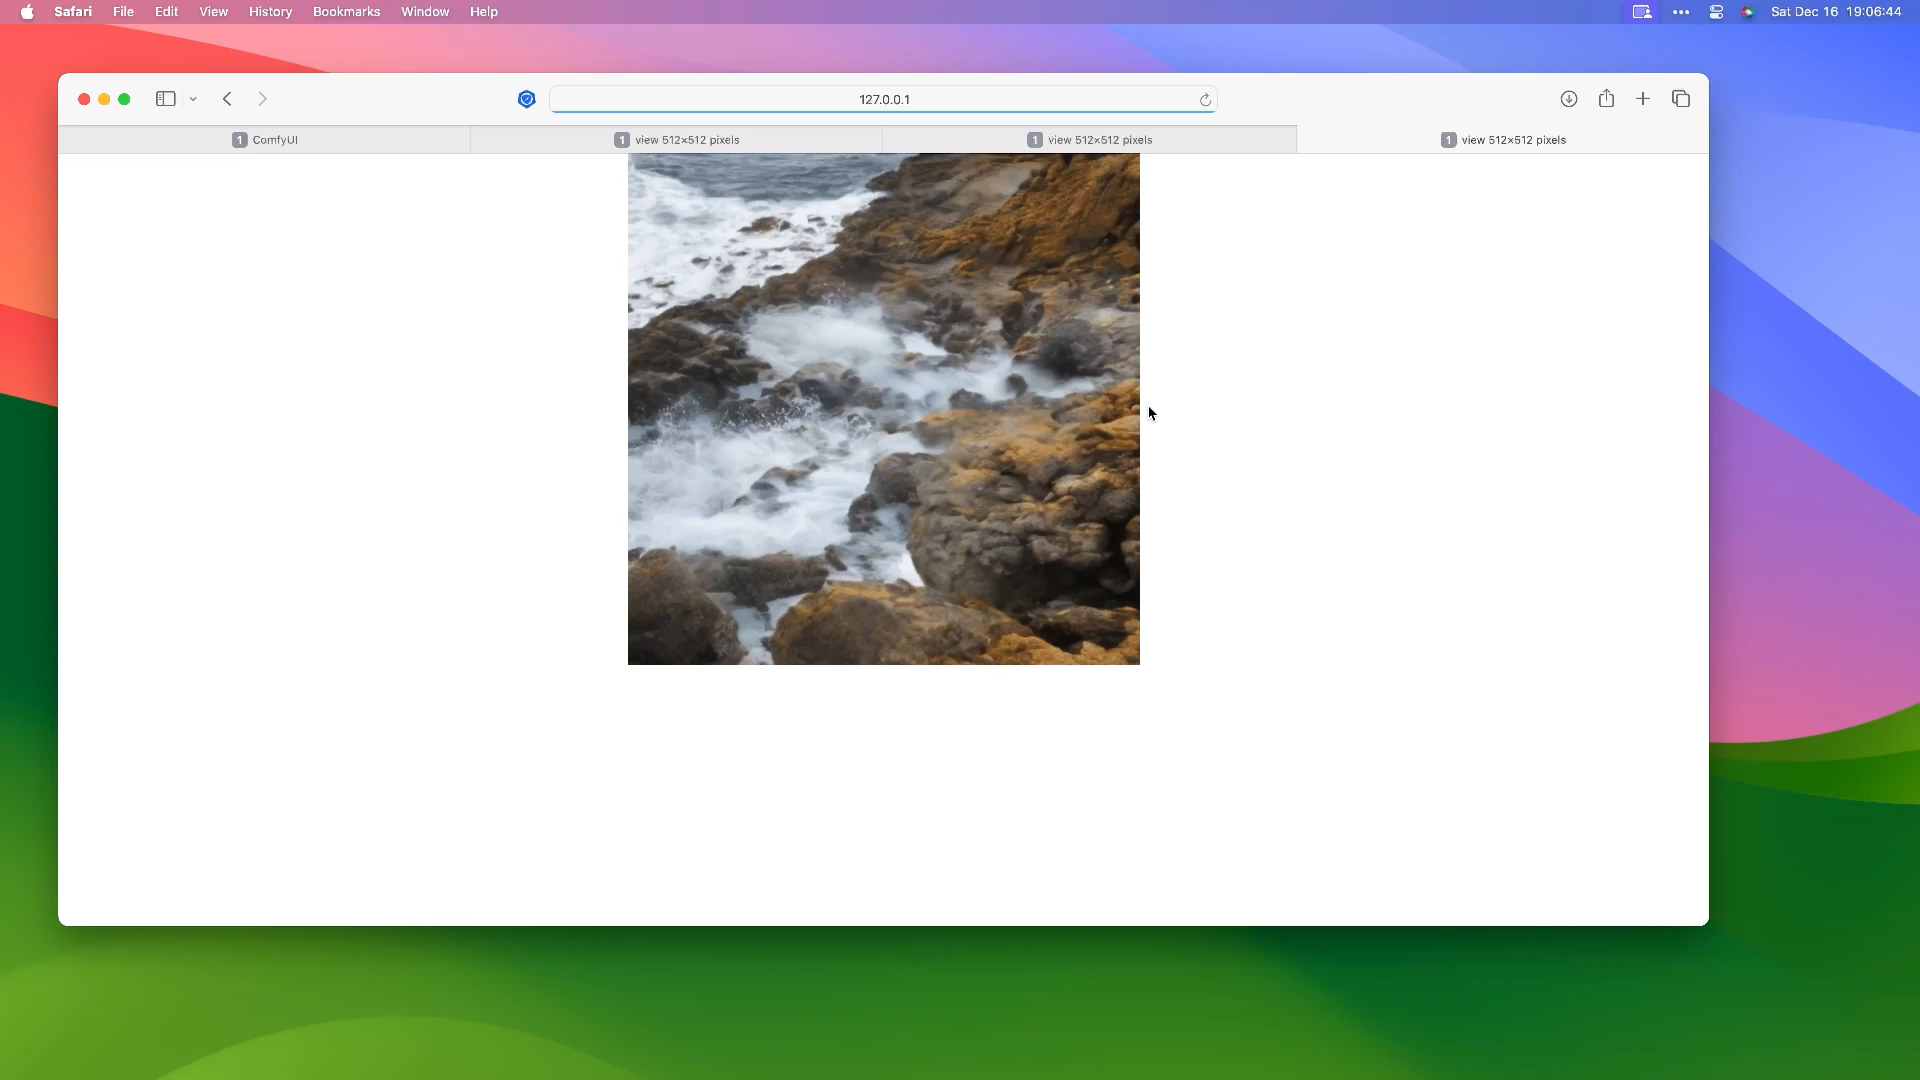 Safari File Edit View History Bookmarks Window Help Sat Dec 16 19:06:44
127.0.0.1
1 ComfyUI 1 view 512×512 pixels 1 view 512×512 pixels 1 view 512×512 pixels